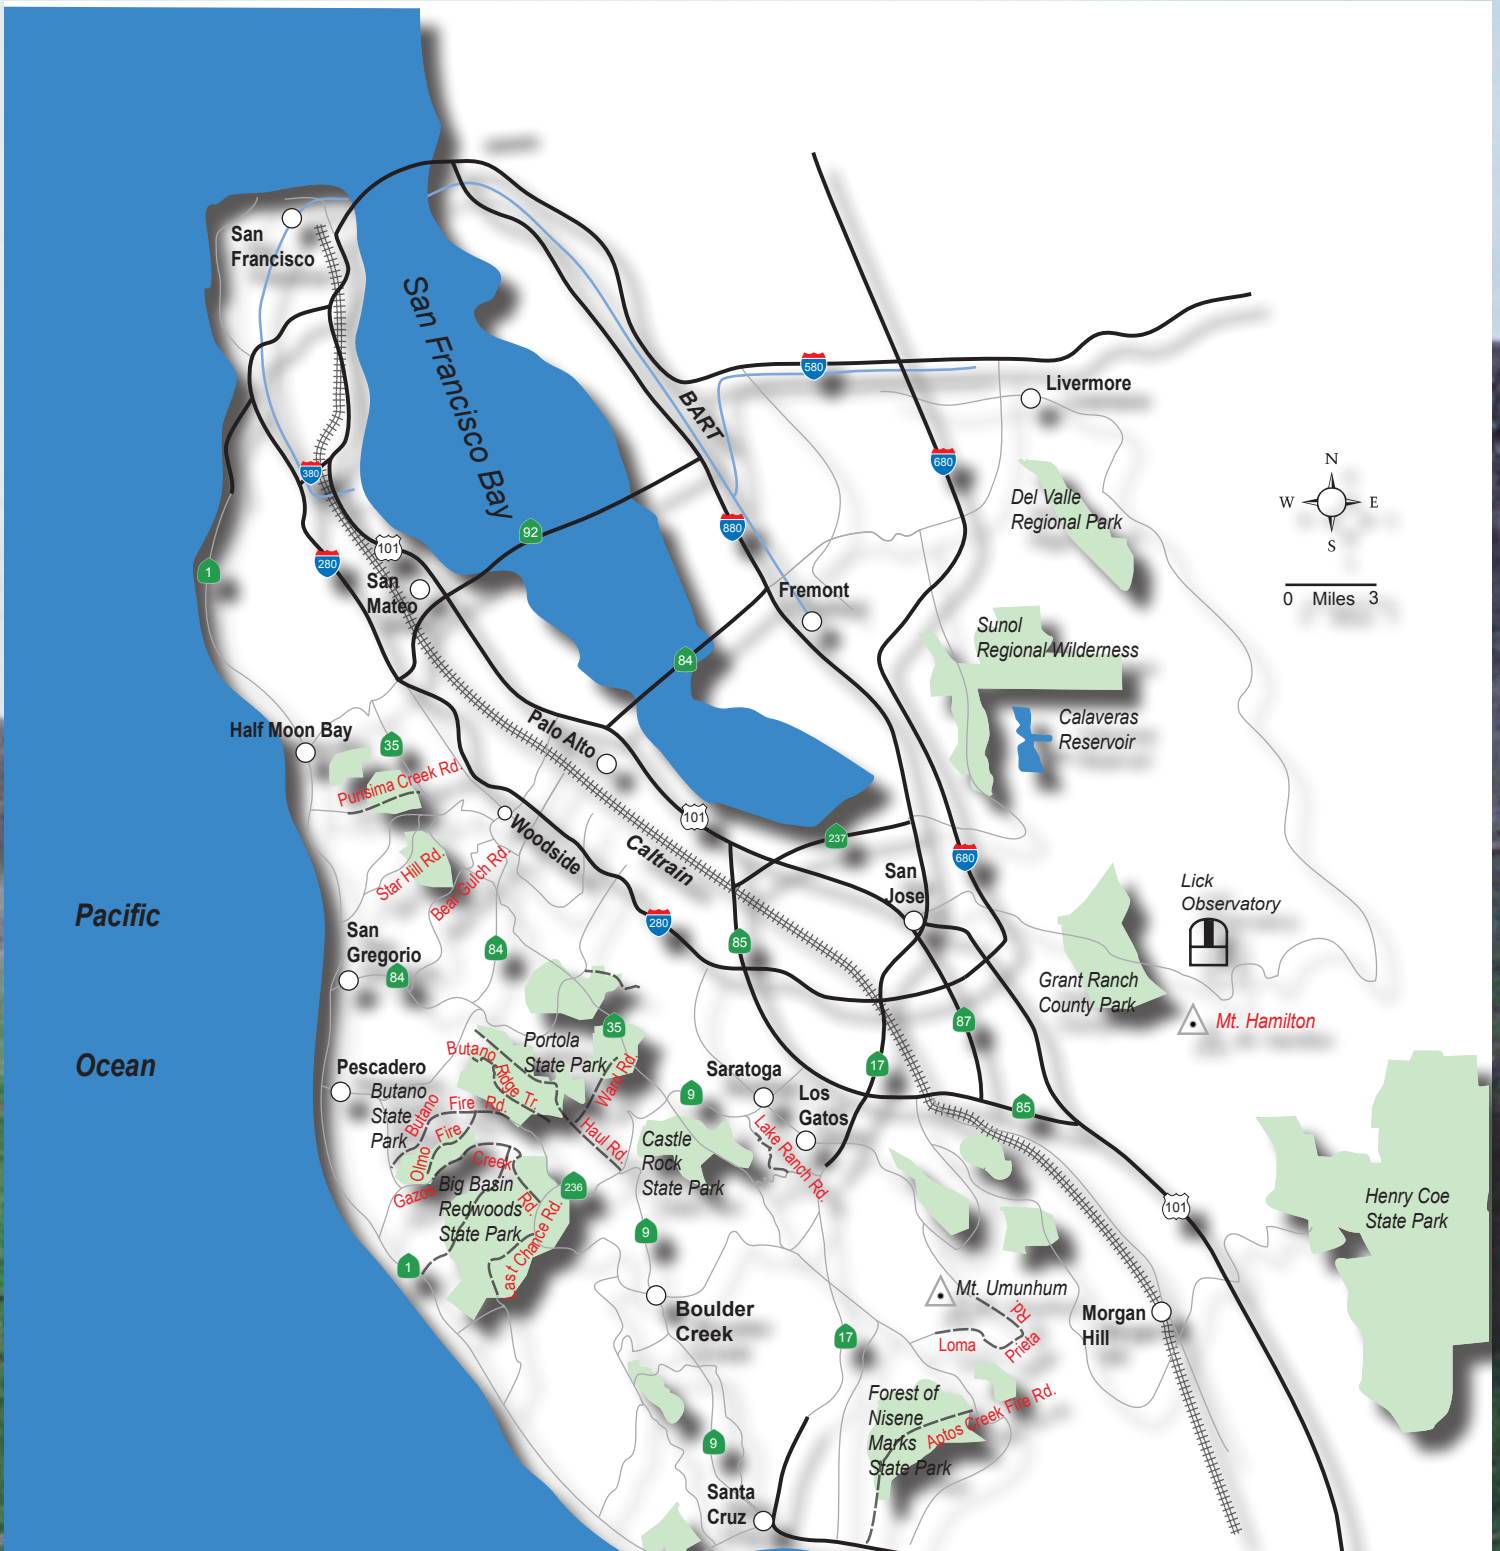 San
Francisco
San Francisco Bay
BART
580
Livermore
680
380
Del Valle
Regional Park
N
W
E
S
0 Miles 3
880
92
101
280
1
San
Mateo
Fremont
Sunol
Regional Wilderness
84
Calaveras
Reservoir
Half Moon Bay
35
Palo Alto
Purisima Creek Rd.
101
Woodside
Caltrain
237
680
Star Hill Rd.
Bear Gulch Rd.
San
Jose
Lick
Observatory
Pacific
280
85
San
Gregorio
84
84
Grant Ranch
County Park
Mt. Hamilton
87
35
Portola
State Park
Butano
Ridge Tr.
Ward Rd.
Ocean
Pescadero
Saratoga
17
Butano
State
Park
Butano
Fire Rd.
9
Los
Gatos
85
Haul Rd.
Castle
Rock
State Park
Lake Ranch Rd.
Olmo
Fire
Gazos
Creek
Rd.
Big Basin
Redwoods
State Park
236
Last Chance Rd.
9
1
101
Henry Coe
State Park
Mt. Umunhum
Boulder
Creek
Morgan
Hill
17
Loma
Prieta
Rd.
Forest of
Nisene
Marks
State Park
Aptos Creek Fire Rd.
9
Santa
Cruz